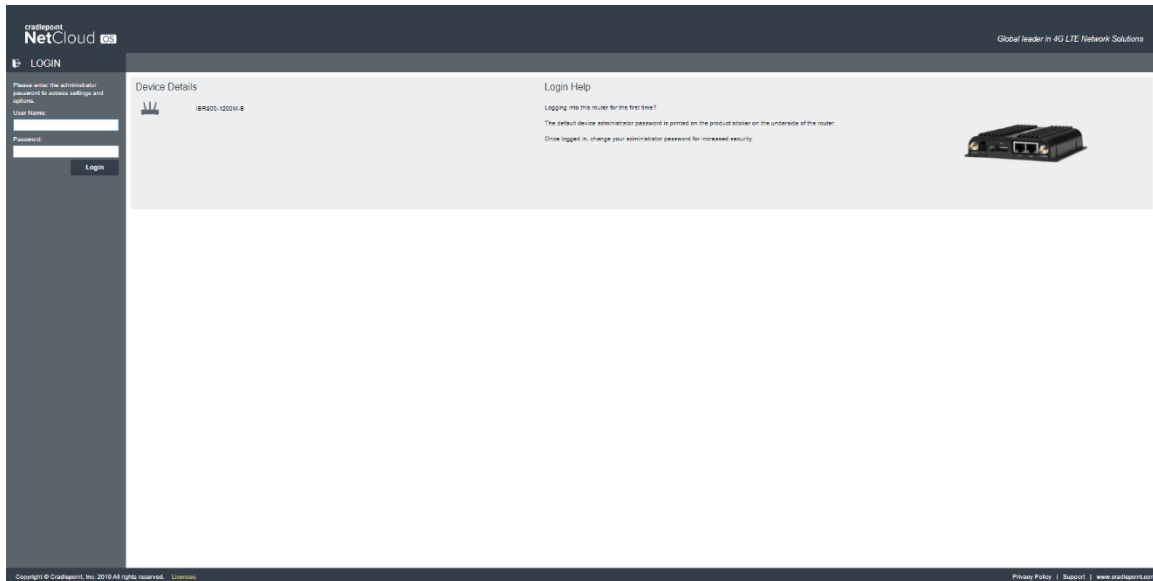 cradlepoint
NetCloud OS
Global leader in 4G LTE Network Solutions
LOGIN
Please enter the administrator
password to access settings and
options.
User Name:
Password:
Login
Device Details
IBR900-1200M-B
Login Help
Logging into this router for the first time?
The default device administrator password is printed on the product sticker on the underside of the router.
Once logged in, change your administrator password for increased security.
Copyright © Cradlepoint, Inc. 2019 All rights reserved. Licenses
Privacy Policy | Support | www.cradlepoint.com